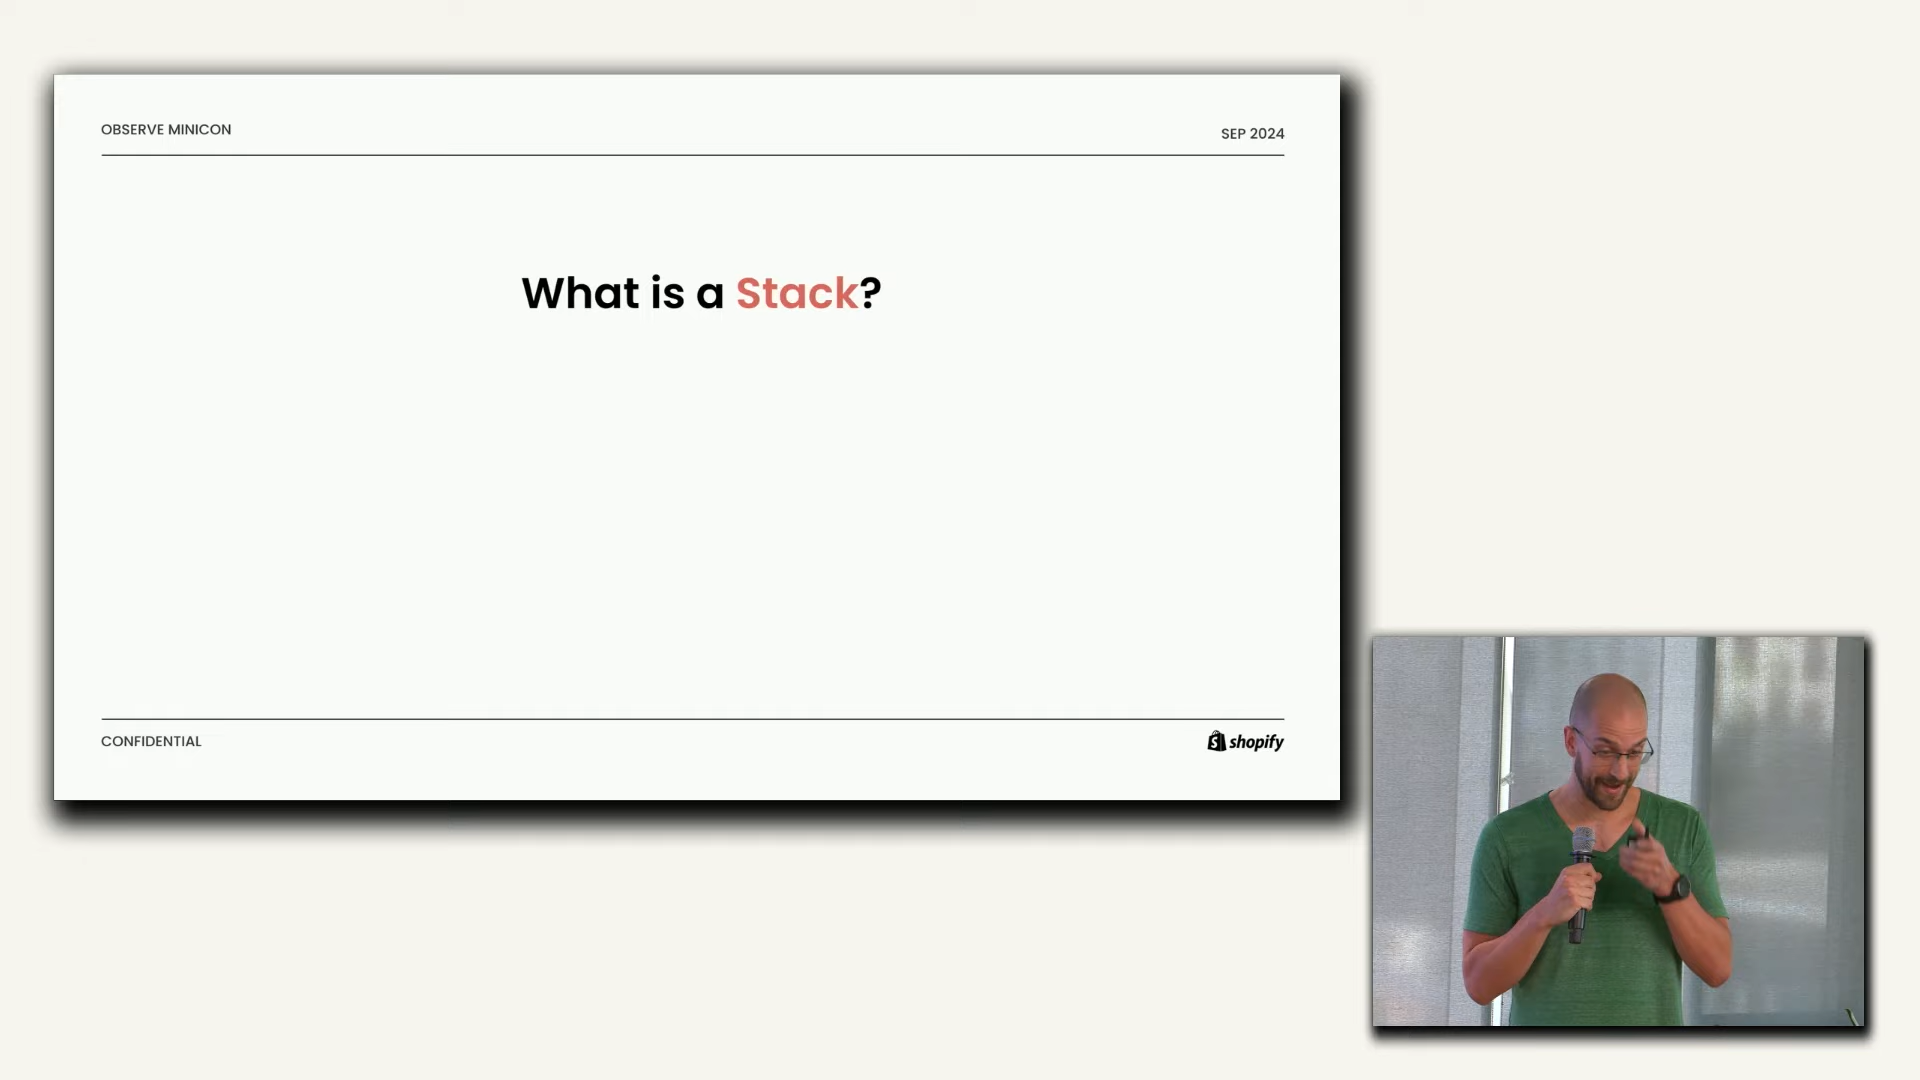 OBSERVE MINICON
SEP 2024
What is a Stack?
CONFIDENTIAL
shopify